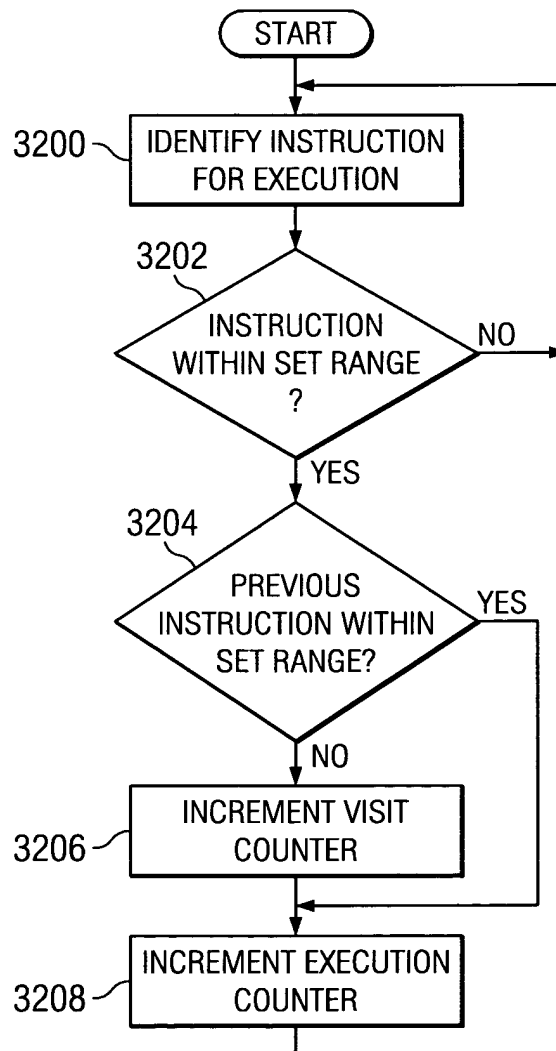 START
3200
IDENTIFY INSTRUCTION
FOR EXECUTION
3202
INSTRUCTION
WITHIN SET RANGE
?
NO
YES
3204
PREVIOUS
INSTRUCTION WITHIN
SET RANGE?
YES
NO
3206
INCREMENT VISIT
COUNTER
3208
INCREMENT EXECUTION
COUNTER